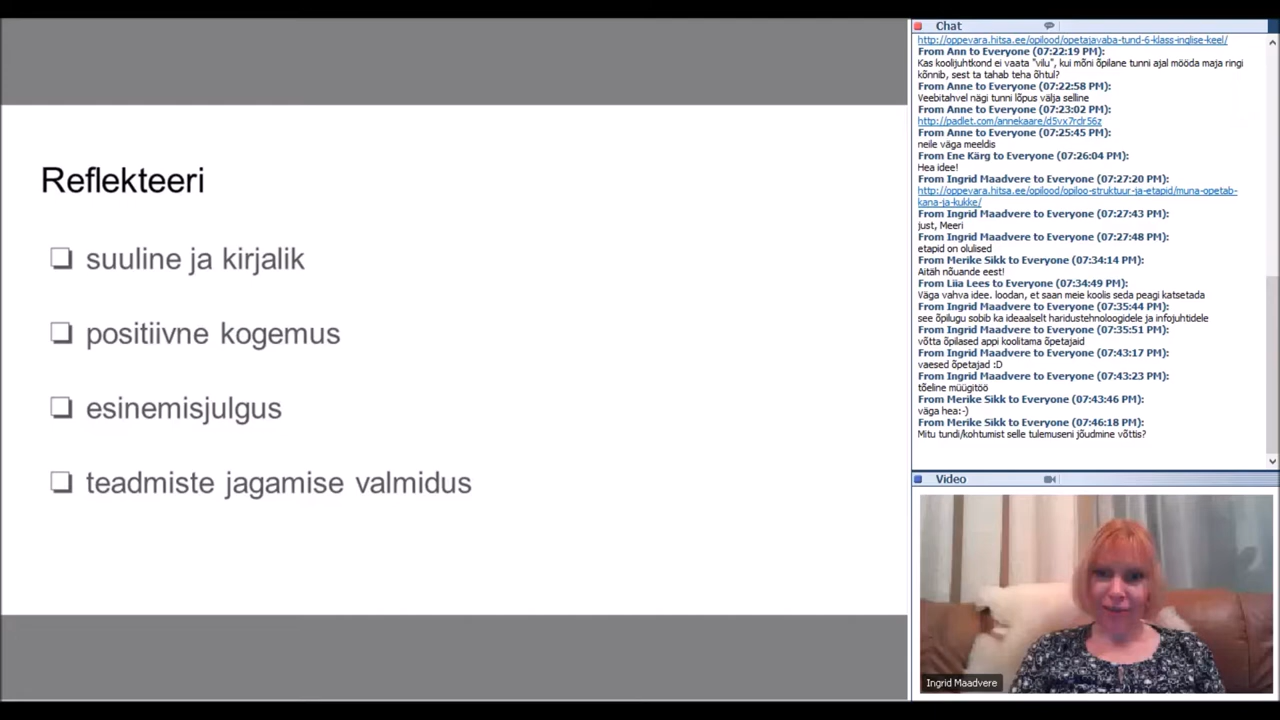 Reflekteeri
suuline ja kirjalik
positiivne kogemus
esinemisjulgus
teadmiste jagamise valmidus
Chat
http://oppevara.hitsa.ee/opilood/opetajavaba-tund-6-klass-inglise-keel/
From Ann to Everyone (07:22:19 PM):
Kas koolijuhtkond ei vaata "vilu", kui mõni õpilane tunni ajal mööda maja ringi
kõnnib, sest ta tahab teha õhtul?
From Anne to Everyone (07:22:58 PM):
Veebitahvel nägi tunni lõpus välja selline
From Anne to Everyone (07:23:02 PM):
http://padlet.com/annekaare/d5vx7rclr56z
From Anne to Everyone (07:25:45 PM):
neile väga meeldis
From Ene Kärg to Everyone (07:26:04 PM):
Hea idee!
From Ingrid Maadvere to Everyone (07:27:20 PM):
http://oppevara.hitsa.ee/opilood/opiloo-struktuur-ja-etapid/muna-opetab-
kana-ja-kukke/
From Ingrid Maadvere to Everyone (07:27:43 PM):
just, Meeri
From Ingrid Maadvere to Everyone (07:27:48 PM):
etapid on olulised
From Merike Sikk to Everyone (07:34:14 PM):
Aitäh nõuande eest!
From Liia Lees to Everyone (07:34:49 PM):
Väga vahva idee. loodan, et saan meie koolis seda peagi katsetada
From Ingrid Maadvere to Everyone (07:35:44 PM):
see õpilugu sobib ka ideaalselt haridustehnoloogidele ja infojuhtidele
From Ingrid Maadvere to Everyone (07:35:51 PM):
võtta õpilased appi koolitama õpetajaid
From Ingrid Maadvere to Everyone (07:43:17 PM):
vaesed õpetajad :D
From Ingrid Maadvere to Everyone (07:43:23 PM):
tõeline müügitöö
From Merike Sikk to Everyone (07:43:46 PM):
väga hea:-)
From Merike Sikk to Everyone (07:46:18 PM):
Mitu tundi/kohtumist selle tulemuseni jõudmine võttis?
Video
Ingrid Maadvere